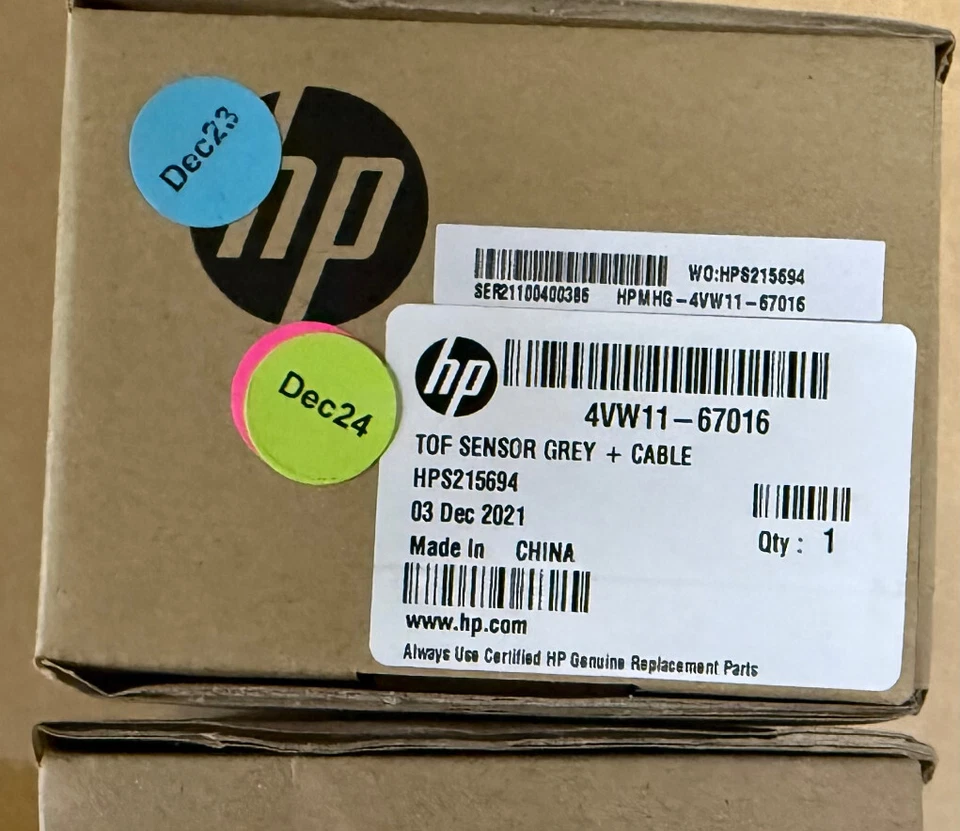 Dec23
hp
WO:HPS215694
SER21100400386 HPMHG-4VW11-67016
hp
4VW11-67016
Dec24
TOF SENSOR GREY + CABLE
HPS215694
03 Dec 2021
Qty : 1
Made In CHINA
www.hp.com
Always Use Certified HP Genuine Replacement Parts